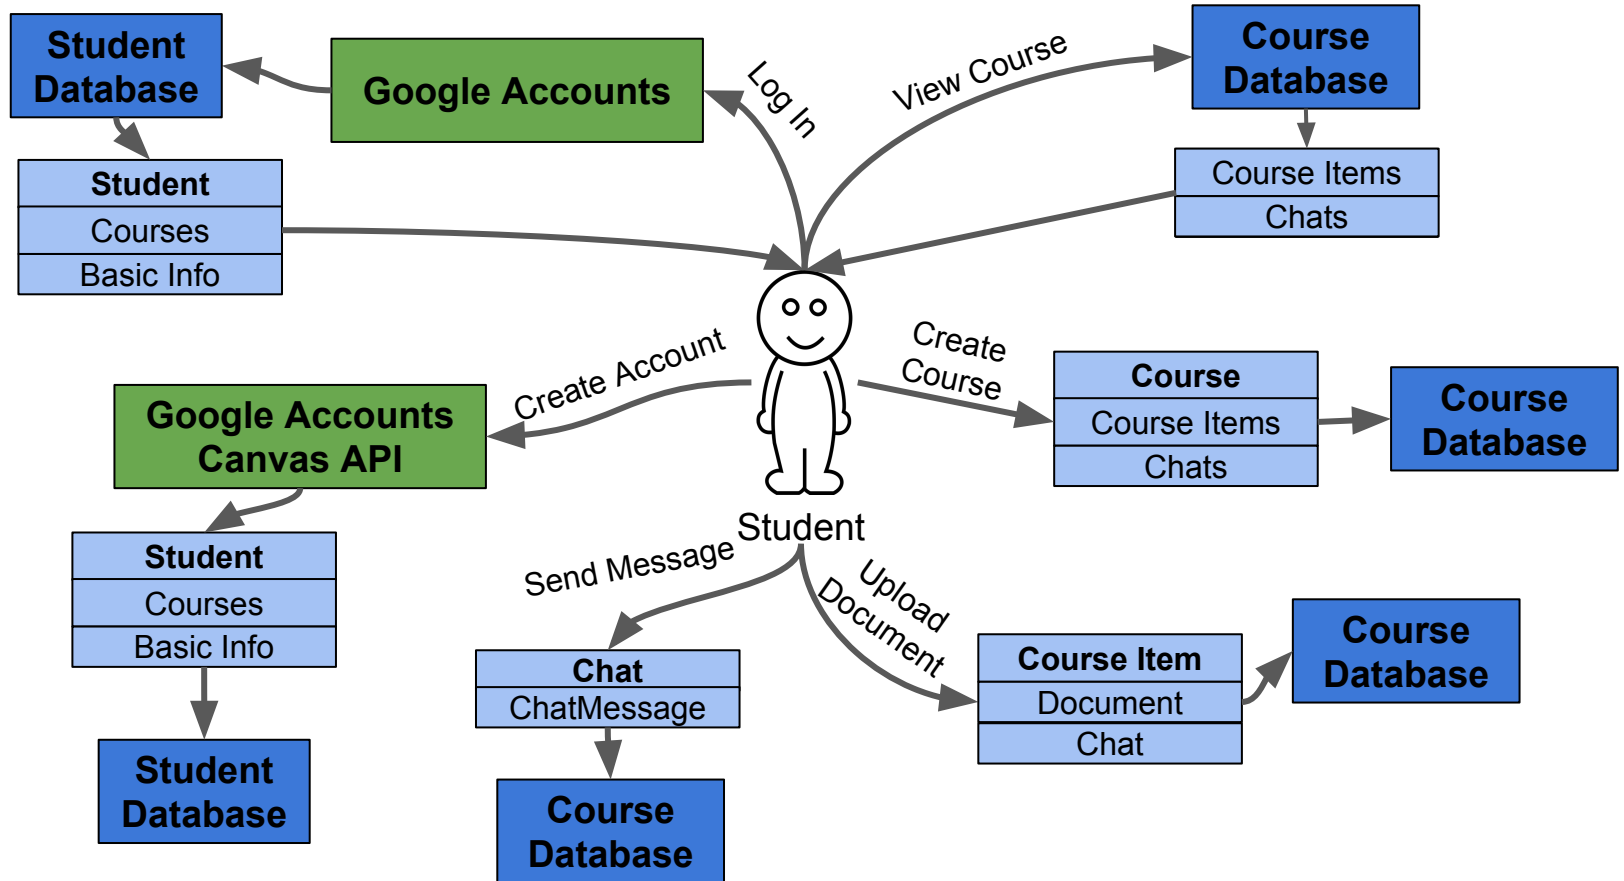 Student
Database
Google Accounts
Log In
View Course
Course
Database
Student
Courses
Basic Info
Course Items
Chats
Create Account
Create
Course
Google Accounts
Canvas API
Course
Course Items
Chats
Course
Database
Student
Student
Courses
Basic Info
Student
Database
Send Message
Chat
ChatMessage
Course
Database
Upload
Document
Course Item
Document
Chat
Course
Database